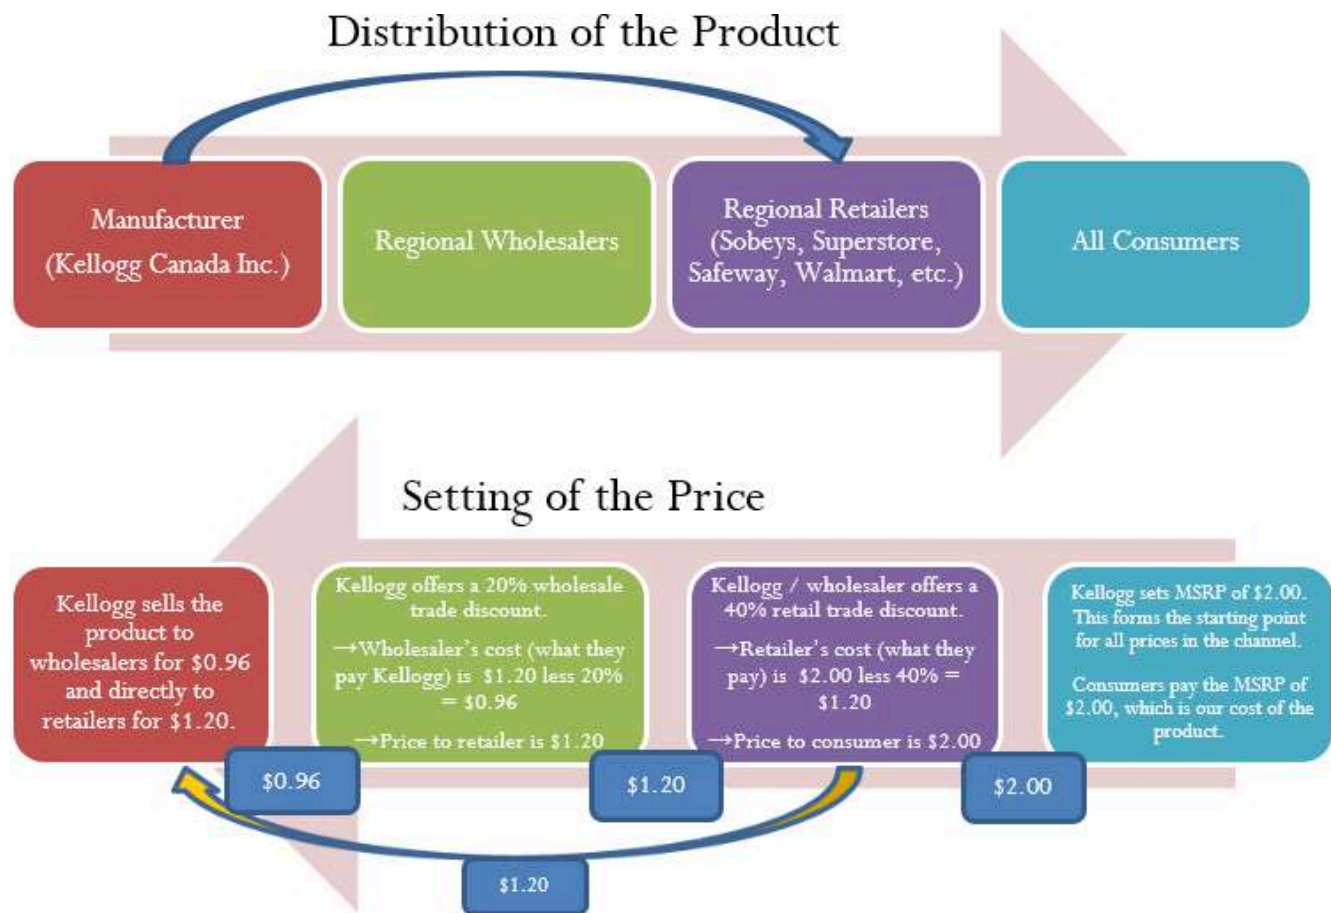 Distribution of the Product
Manufacturer
(Kellogg Canada Inc.)
Regional Wholesalers
Regional Retailers
(Sobeys, Superstore,
Safeway, Walmart, etc.)
All Consumers
Setting of the Price
Kellogg sells the
product to
wholesalers for $0.96
and directly to
retailers for $1.20.
Kellogg offers a 20% wholesale
trade discount.
→Wholesaler's cost (what they
pay Kellogg) is $1.20 less 20%
= $0.96
→Price to retailer is $1.20
Kellogg / wholesaler offers a
40% retail trade discount.
→Retailer's cost (what they
pay) is $2.00 less 40% =
$1.20
→Price to consumer is $2.00
Kellogg sets MSRP of $2.00.
This forms the starting point
for all prices in the channel.
Consumers pay the MSRP of
$2.00, which is our cost of the
product.
$0.96
$1.20
$2.00
$1.20